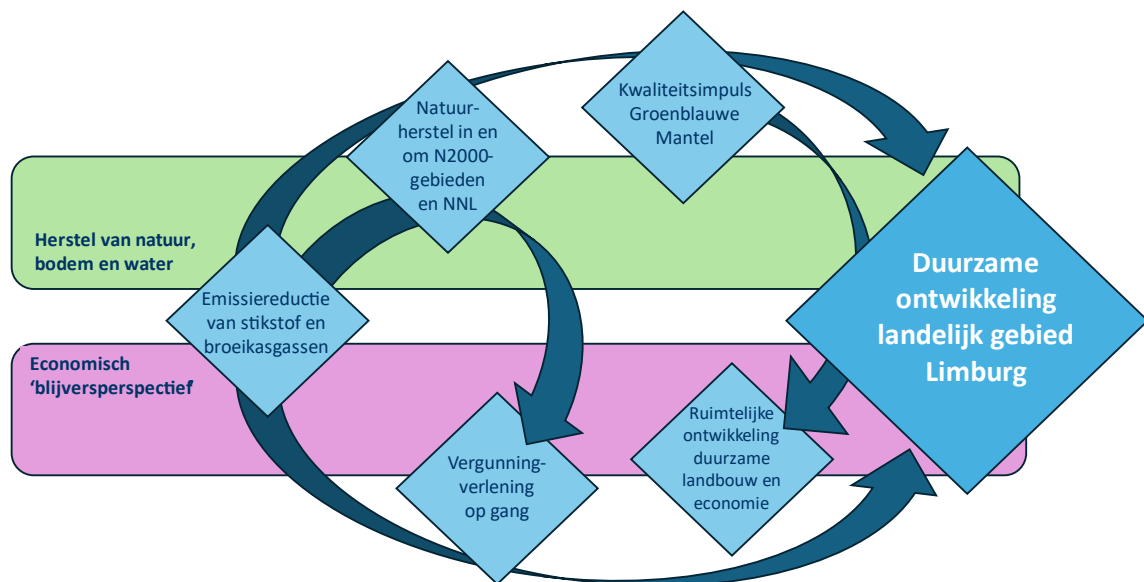 Kwaliteitsimpuls
Groenblauwe
Mantel
Natuur-
herstel in en
om N2000-
gebieden
en NNL
Herstel van natuur,
bodem en water
Duurzame
ontwikkeling
landelijk gebied
Limburg
Emissiereductie
van stikstof en
broeikasgassen
Economisch
‘blijversperspectief’
Ruimtelijke
ontwikkeling
duurzame
landbouw en
economie
Vergunning-
verlening
op gang